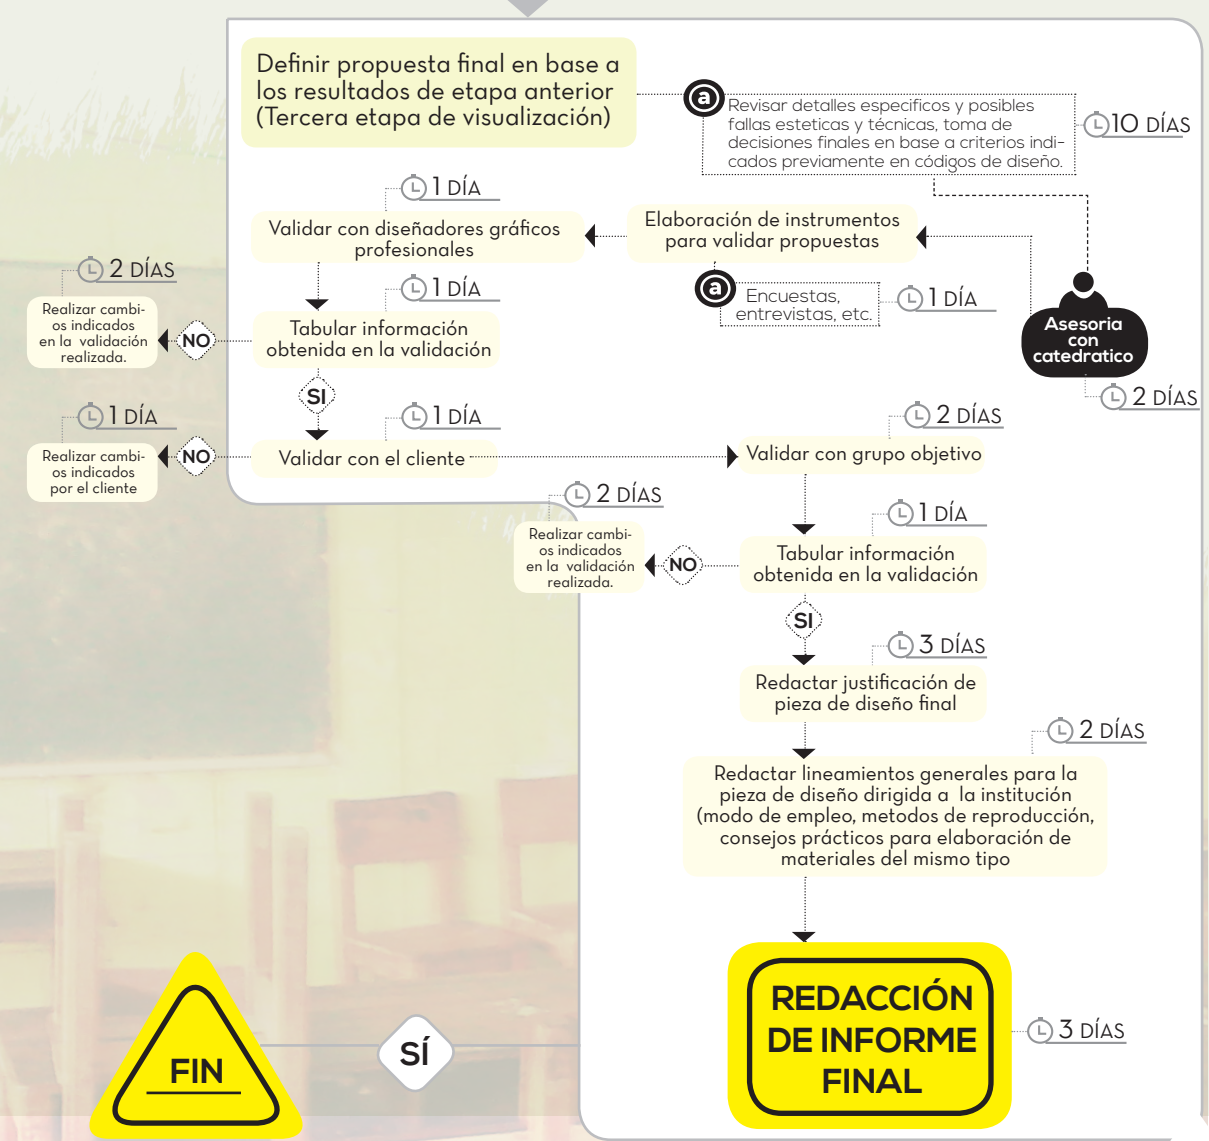 Definir propuesta final en base a
los resultados de etapa anterior
(Tercera etapa de visualización)
a
Revisar detalles especificos y posibles
fallas esteticas y técnicas, toma de
decisiones finales en base a criterios indi-
cados previamente en códigos de diseño.
10 DÍAS
1 DÍA
Validar con diseñadores gráficos
profesionales
Elaboración de instrumentos
para validar propuestas
a
Encuestas,
entrevistas, etc.
1 DÍA
Asesoria
con
catedratico
2 DÍAS
2 DÍAS
Realizar cambi-
os indicados
en la validación
realizada.
NO
1 DÍA
Tabular información
obtenida en la validación
SI
1 DÍA
Realizar cambi-
os indicados
por el cliente
NO
1 DÍA
Validar con el cliente
2 DÍAS
Validar con grupo objetivo
2 DÍAS
Realizar cambi-
os indicados
en la validación
realizada.
NO
1 DÍA
Tabular información
obtenida en la validación
SI
3 DÍAS
Redactar justificación de
pieza de diseño final
2 DÍAS
Redactar lineamientos generales para la
pieza de diseño dirigida a la institución
(modo de empleo, metodos de reproducción,
consejos prácticos para elaboración de
materiales del mismo tipo
REDACCIÓN
DE INFORME
FINAL
3 DÍAS
SÍ
FIN